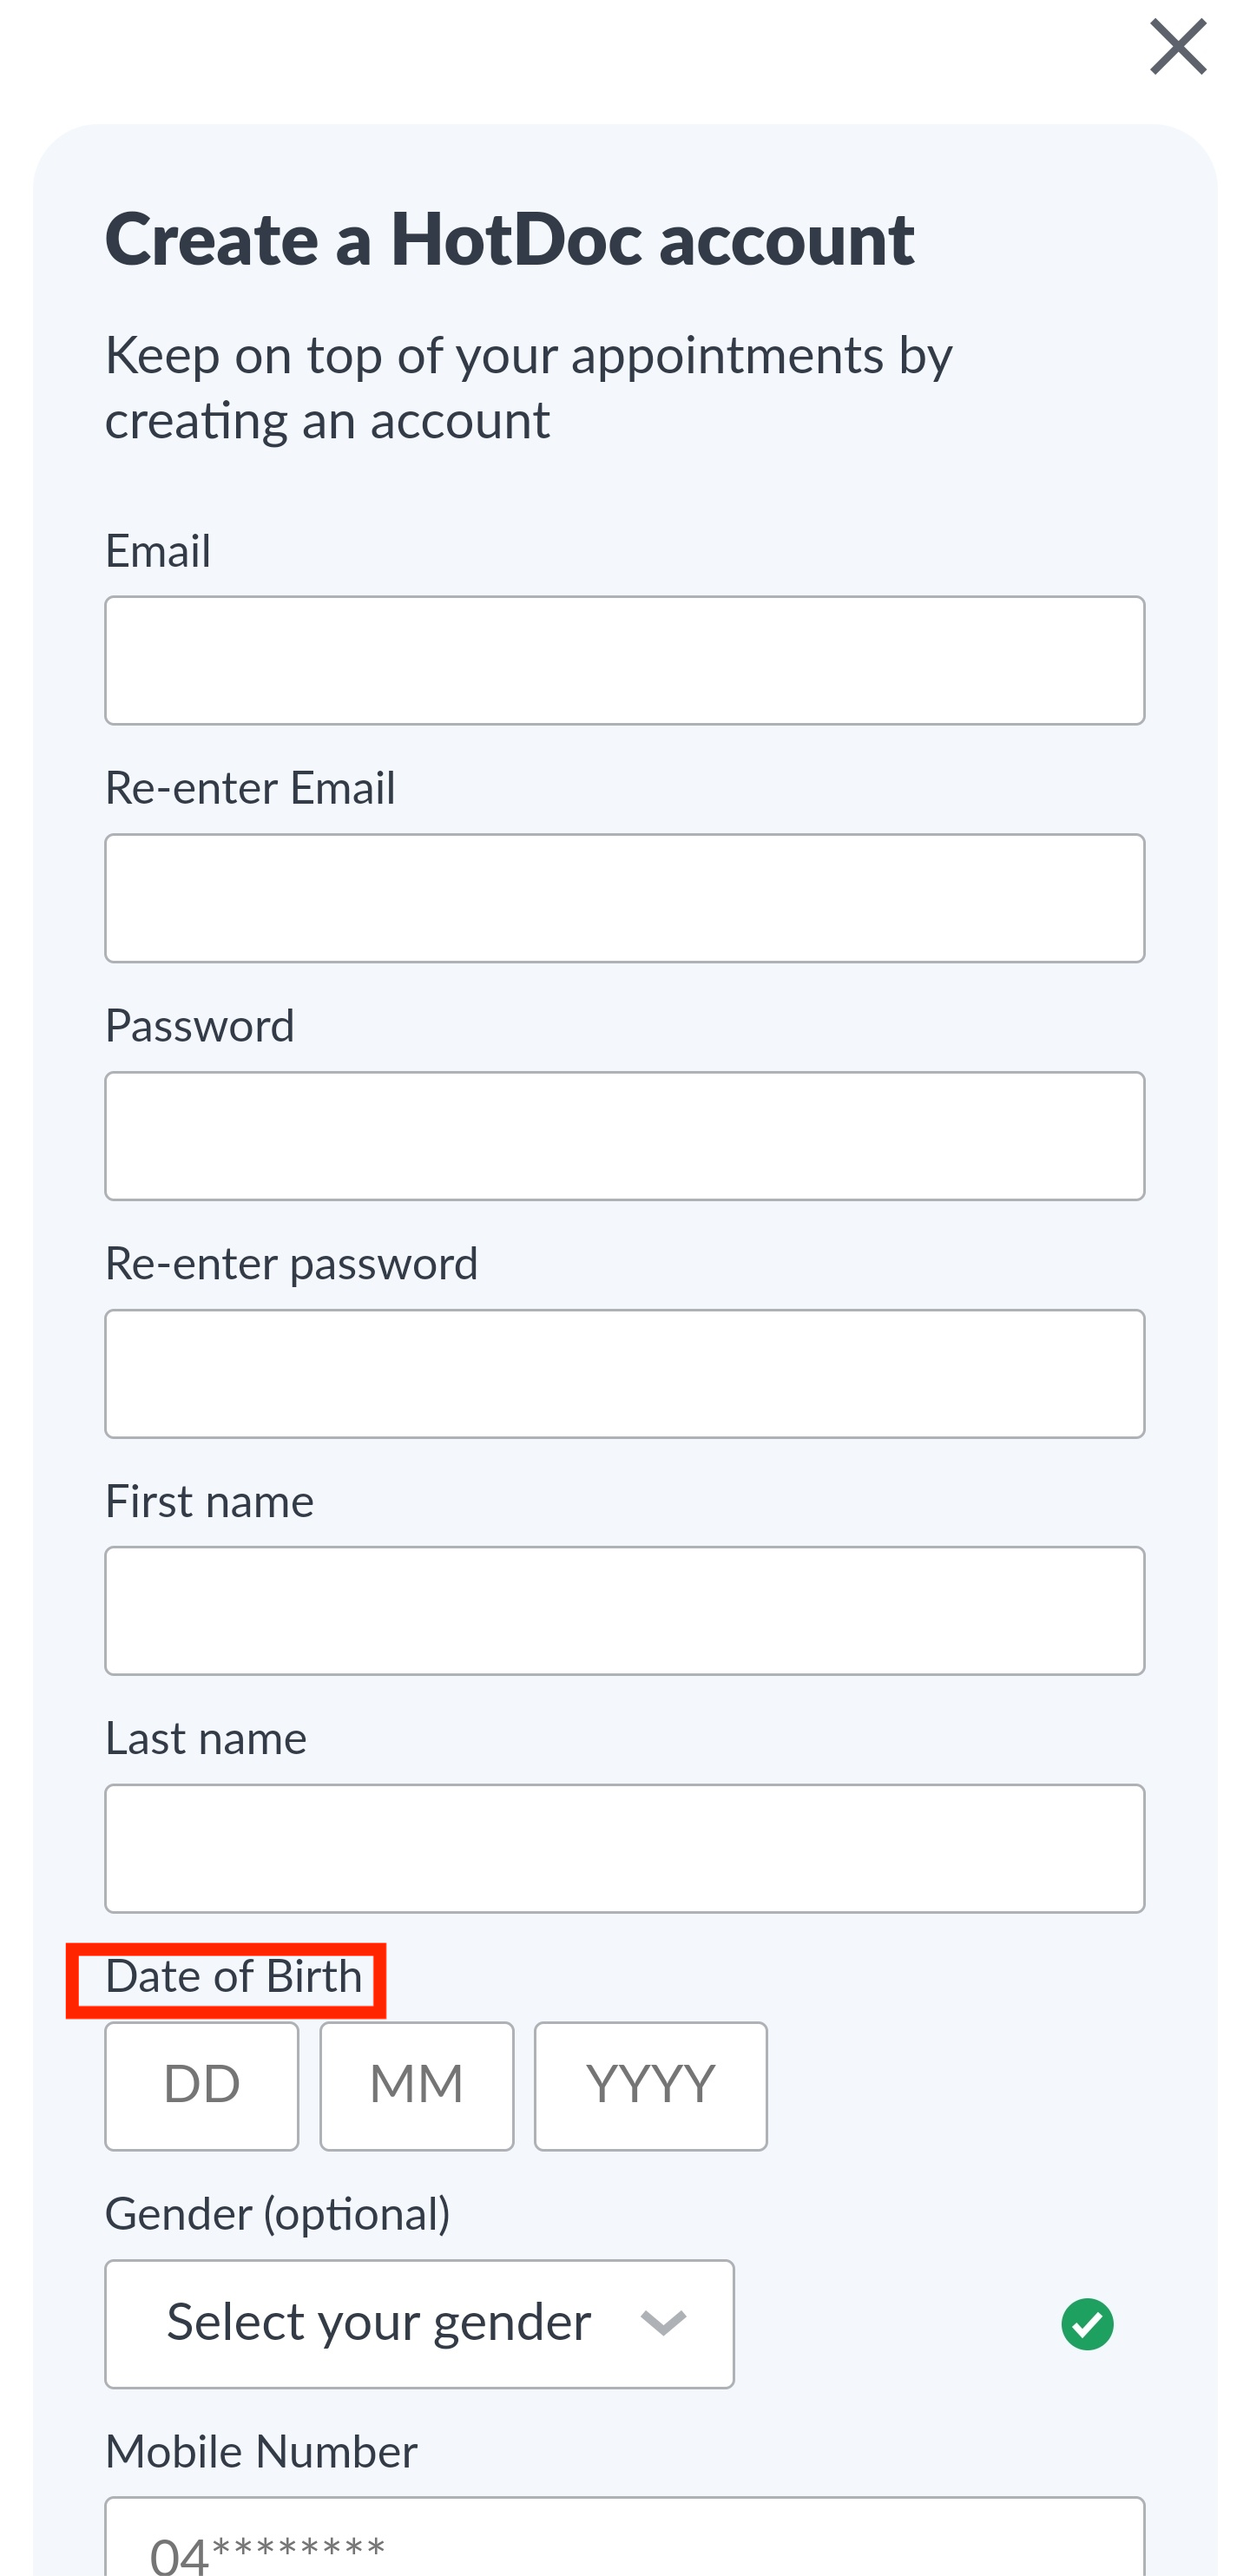 Create a HotDoc account
Keep on top of your appointments by
creating an account
Email
Re-enter Email
Password
Re-enter password
First name
Last name
Date of Birth
DD MM YYYY
Gender (optional)
Select your gender
Mobile Number
04********